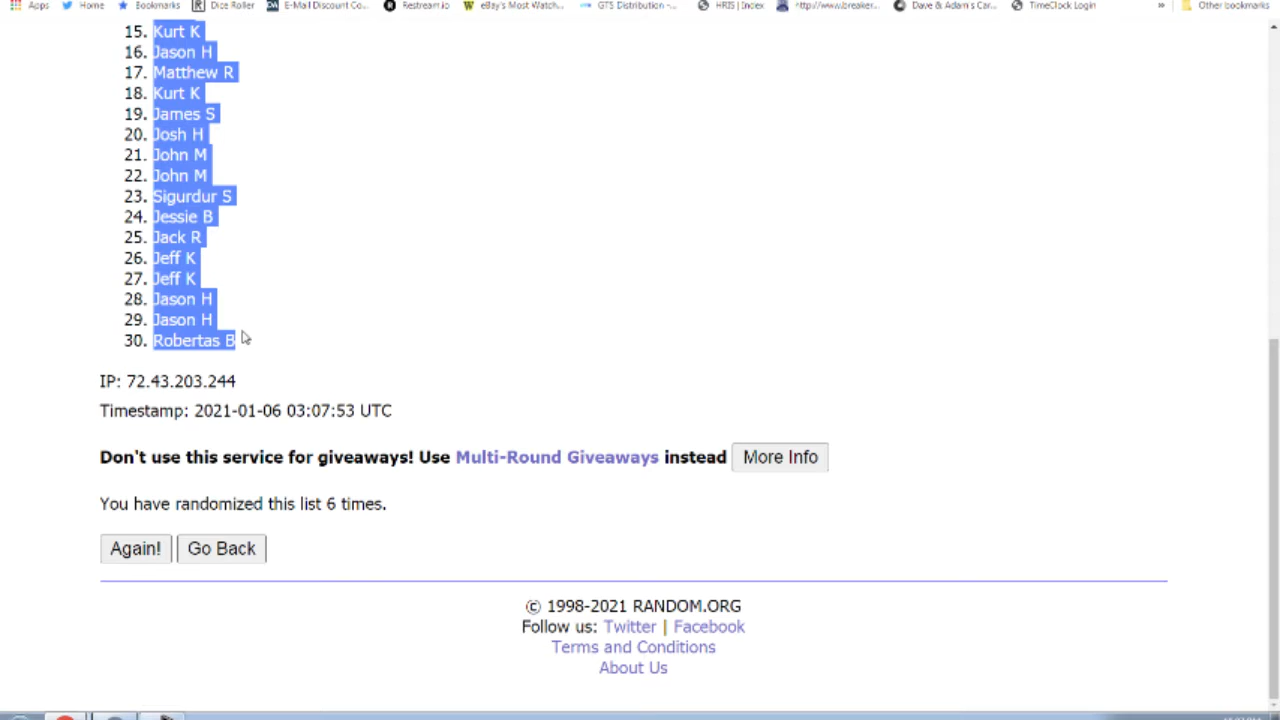 Apps Home Bookmarks Dice Roller E-Mail Discount Co... Restream.io eBay's Most Watch... GTS Distribution -... HRIS | Index http://www.breaker... Dave & Adam's Car... TimeClock Login » Other bookmarks
15. Kurt K
16. Jason H
17. Matthew R
18. Kurt K
19. James S
20. Josh H
21. John M
22. John M
23. Sigurdur S
24. Jessie B
25. Jack R
26. Jeff K
27. Jeff K
28. Jason H
29. Jason H
30. Robertas B
IP: 72.43.203.244
Timestamp: 2021-01-06 03:07:53 UTC
Don't use this service for giveaways! Use Multi-Round Giveaways instead More Info
You have randomized this list 6 times.
Again! Go Back
© 1998-2021 RANDOM.ORG
Follow us: Twitter | Facebook
Terms and Conditions
About Us